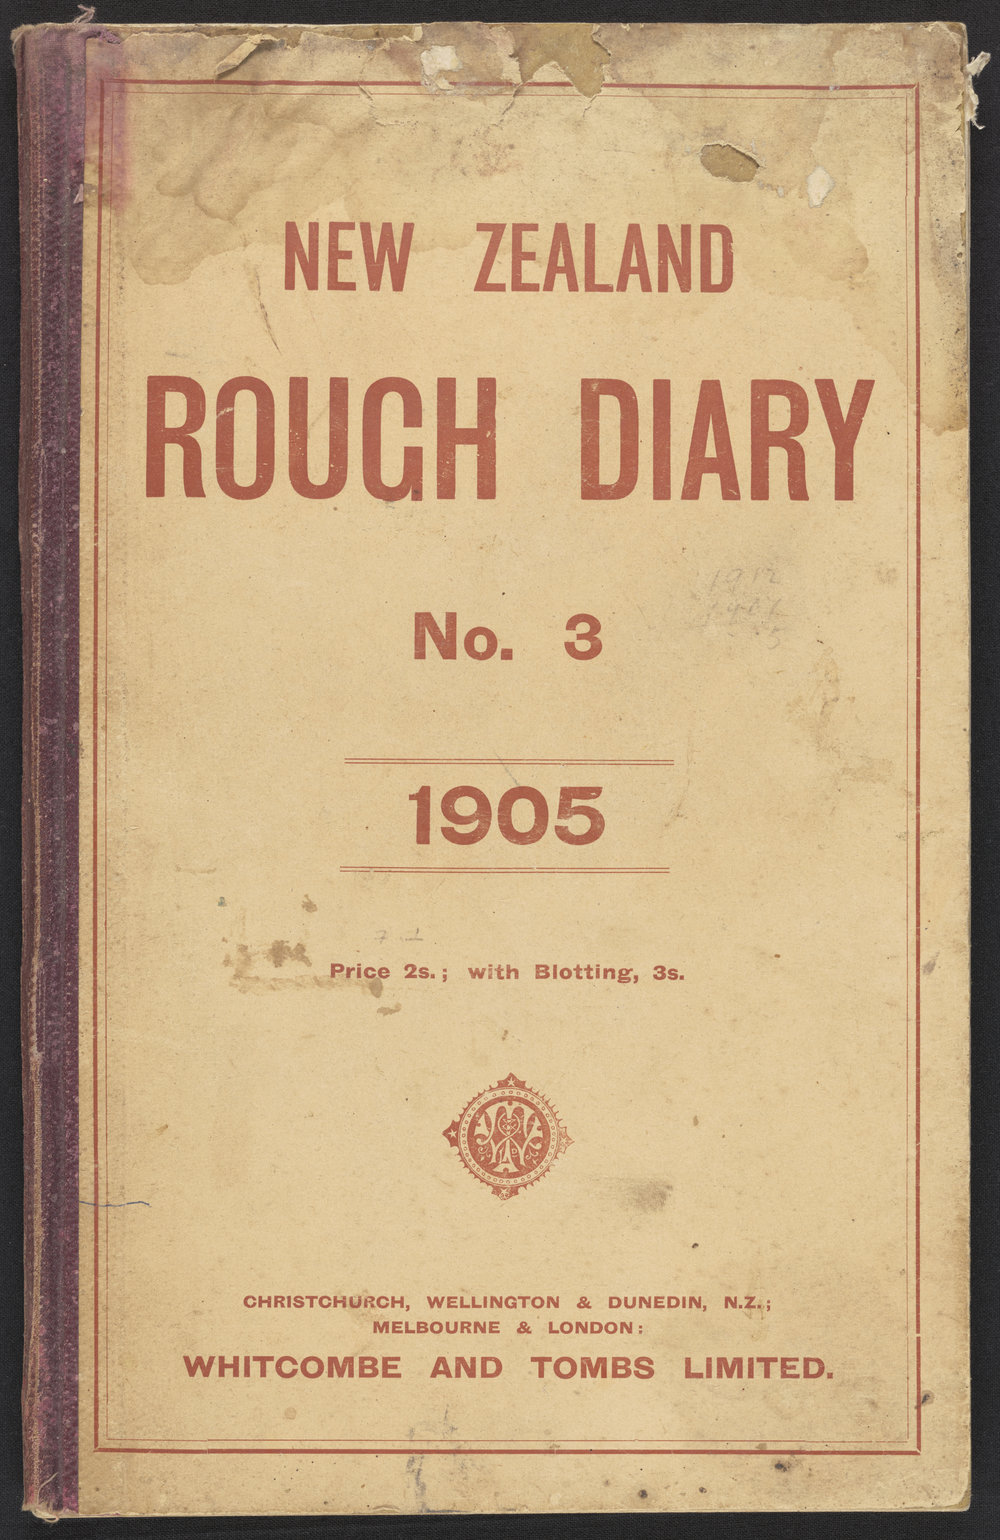 NEW ZEALAND
ROUGH DIARY
No. 3
1912
1905
Price 2s.; with Blotting, 3s.
CHRISTCHURCH, WELLINGTON & DUNEDIN, N.Z.;
MELBOURNE & LONDON:
WHITCOMBE AND TOMBS LIMITED.